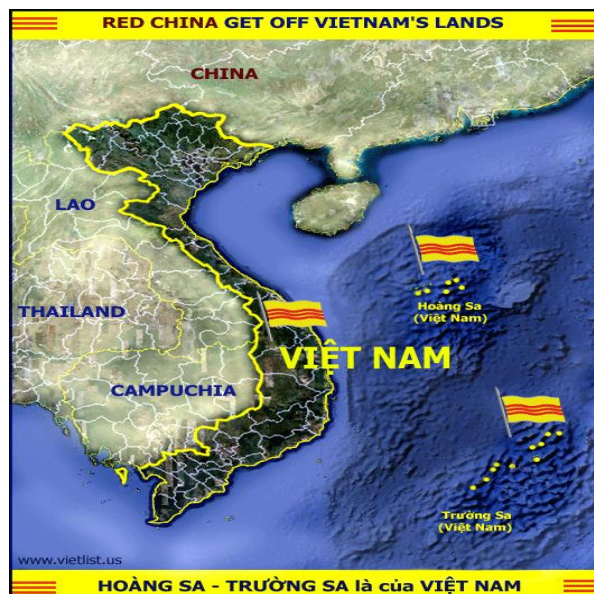 RED CHINA GET OFF VIETNAM'S LANDS
CHINA
LAO
THAILAND
Hoàng Sa
(Việt Nam)
VIỆT NAM
CAMPUCHIA
Trường Sa
(Việt Nam)
www.vietlist.us
HOÀNG SA - TRƯỜNG SA là của VIỆT NAM